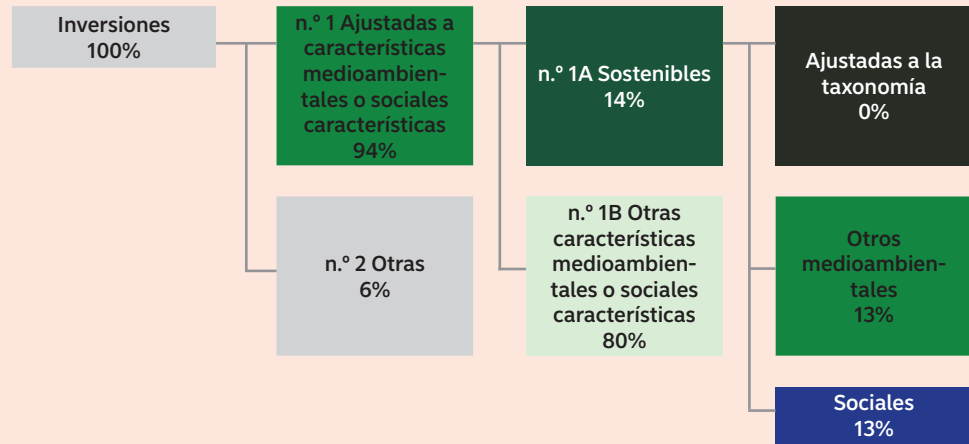 Inversiones
100%
n.º 1 Ajustadas a
características
medioambien-
tales o sociales
características
94%
n.º 2 Otras
6%
n.º 1A Sostenibles
14%
n.º 1B Otras
características
medioambien-
tales o sociales
características
80%
Ajustadas a la
taxonomía
0%
Otros
medioambien-
tales
13%
Sociales
13%